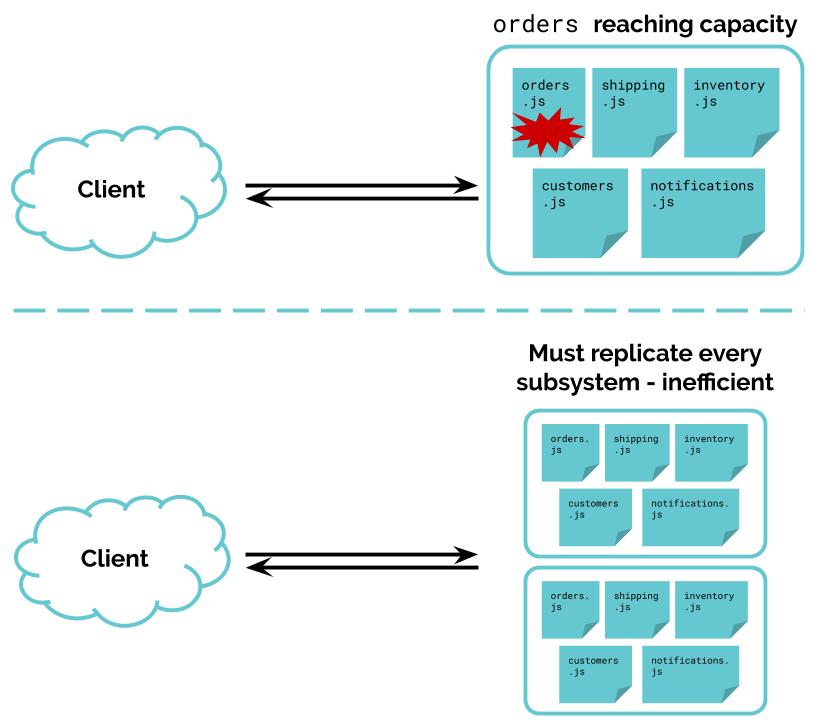 orders reaching capacity
orders
.js
shipping
.js
inventory
.js
customers
.js
notifications
.js
Client
Must replicate every
subsystem - inefficient
orders.
js
shipping
.js
inventory
.js
customers
.js
notifications.
js
Client
orders.
js
shipping
.js
inventory
.js
customers
.js
notifications.
js